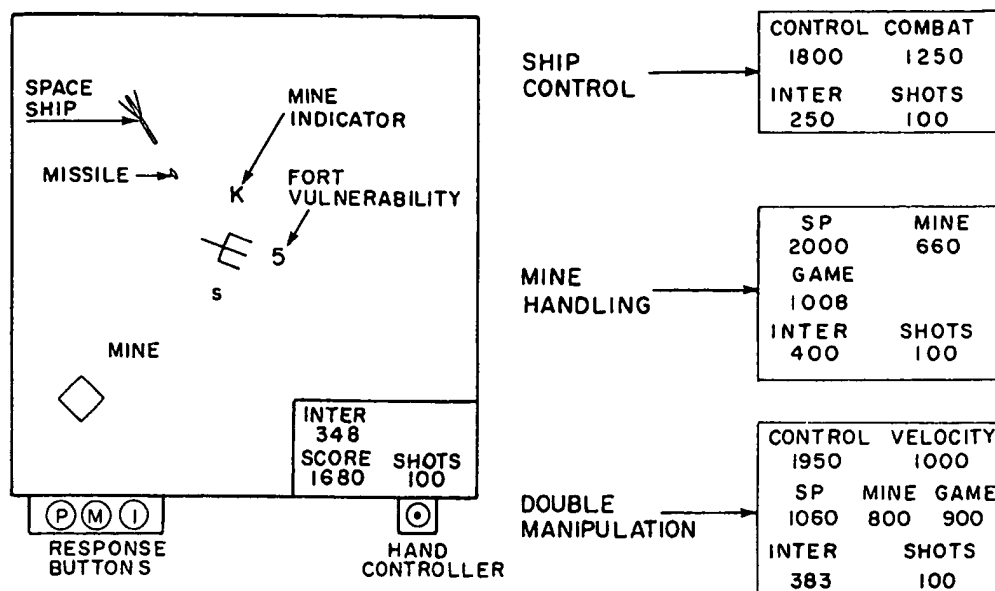 SPACE
SHIP
MISSILE
MINE
INDICATOR
K
FORT
VULNERABILITY
5
s
MINE
INTER
348
SCORE SHOTS
1680 100
P M I
RESPONSE
BUTTONS
HAND
CONTROLLER
SHIP
CONTROL
CONTROL COMBAT
1800 1250
INTER SHOTS
250 100
MINE
HANDLING
SP MINE
2000 660
GAME
1008
INTER SHOTS
400 100
DOUBLE
MANIPULATION
CONTROL VELOCITY
1950 1000
SP MINE GAME
1060 800 900
INTER SHOTS
383 100